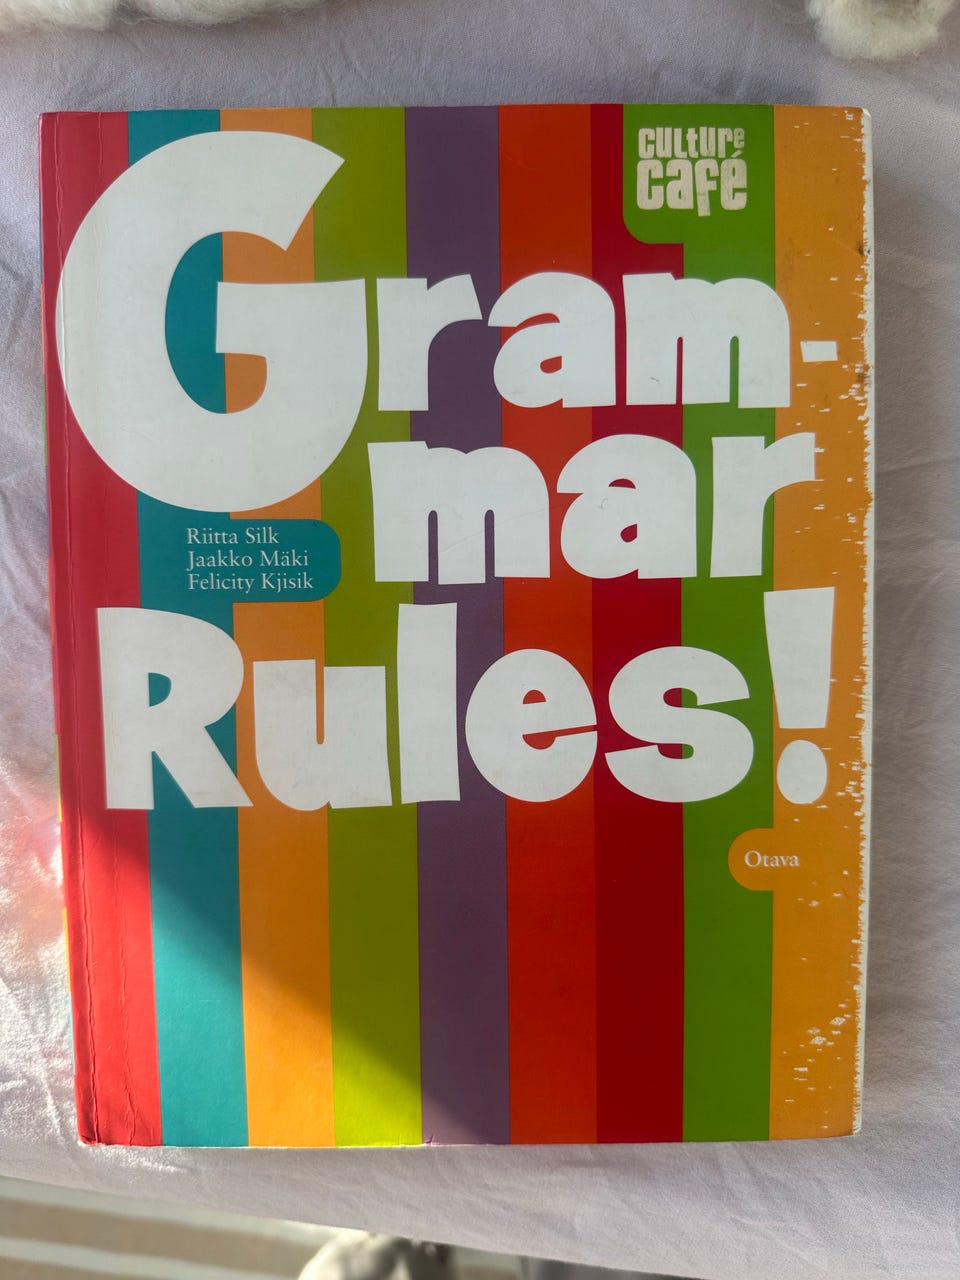 culture
café
Gram-
mar
Rules!
Riitta Silk
Jaakko Mäki
Felicity Kjisik
Otava